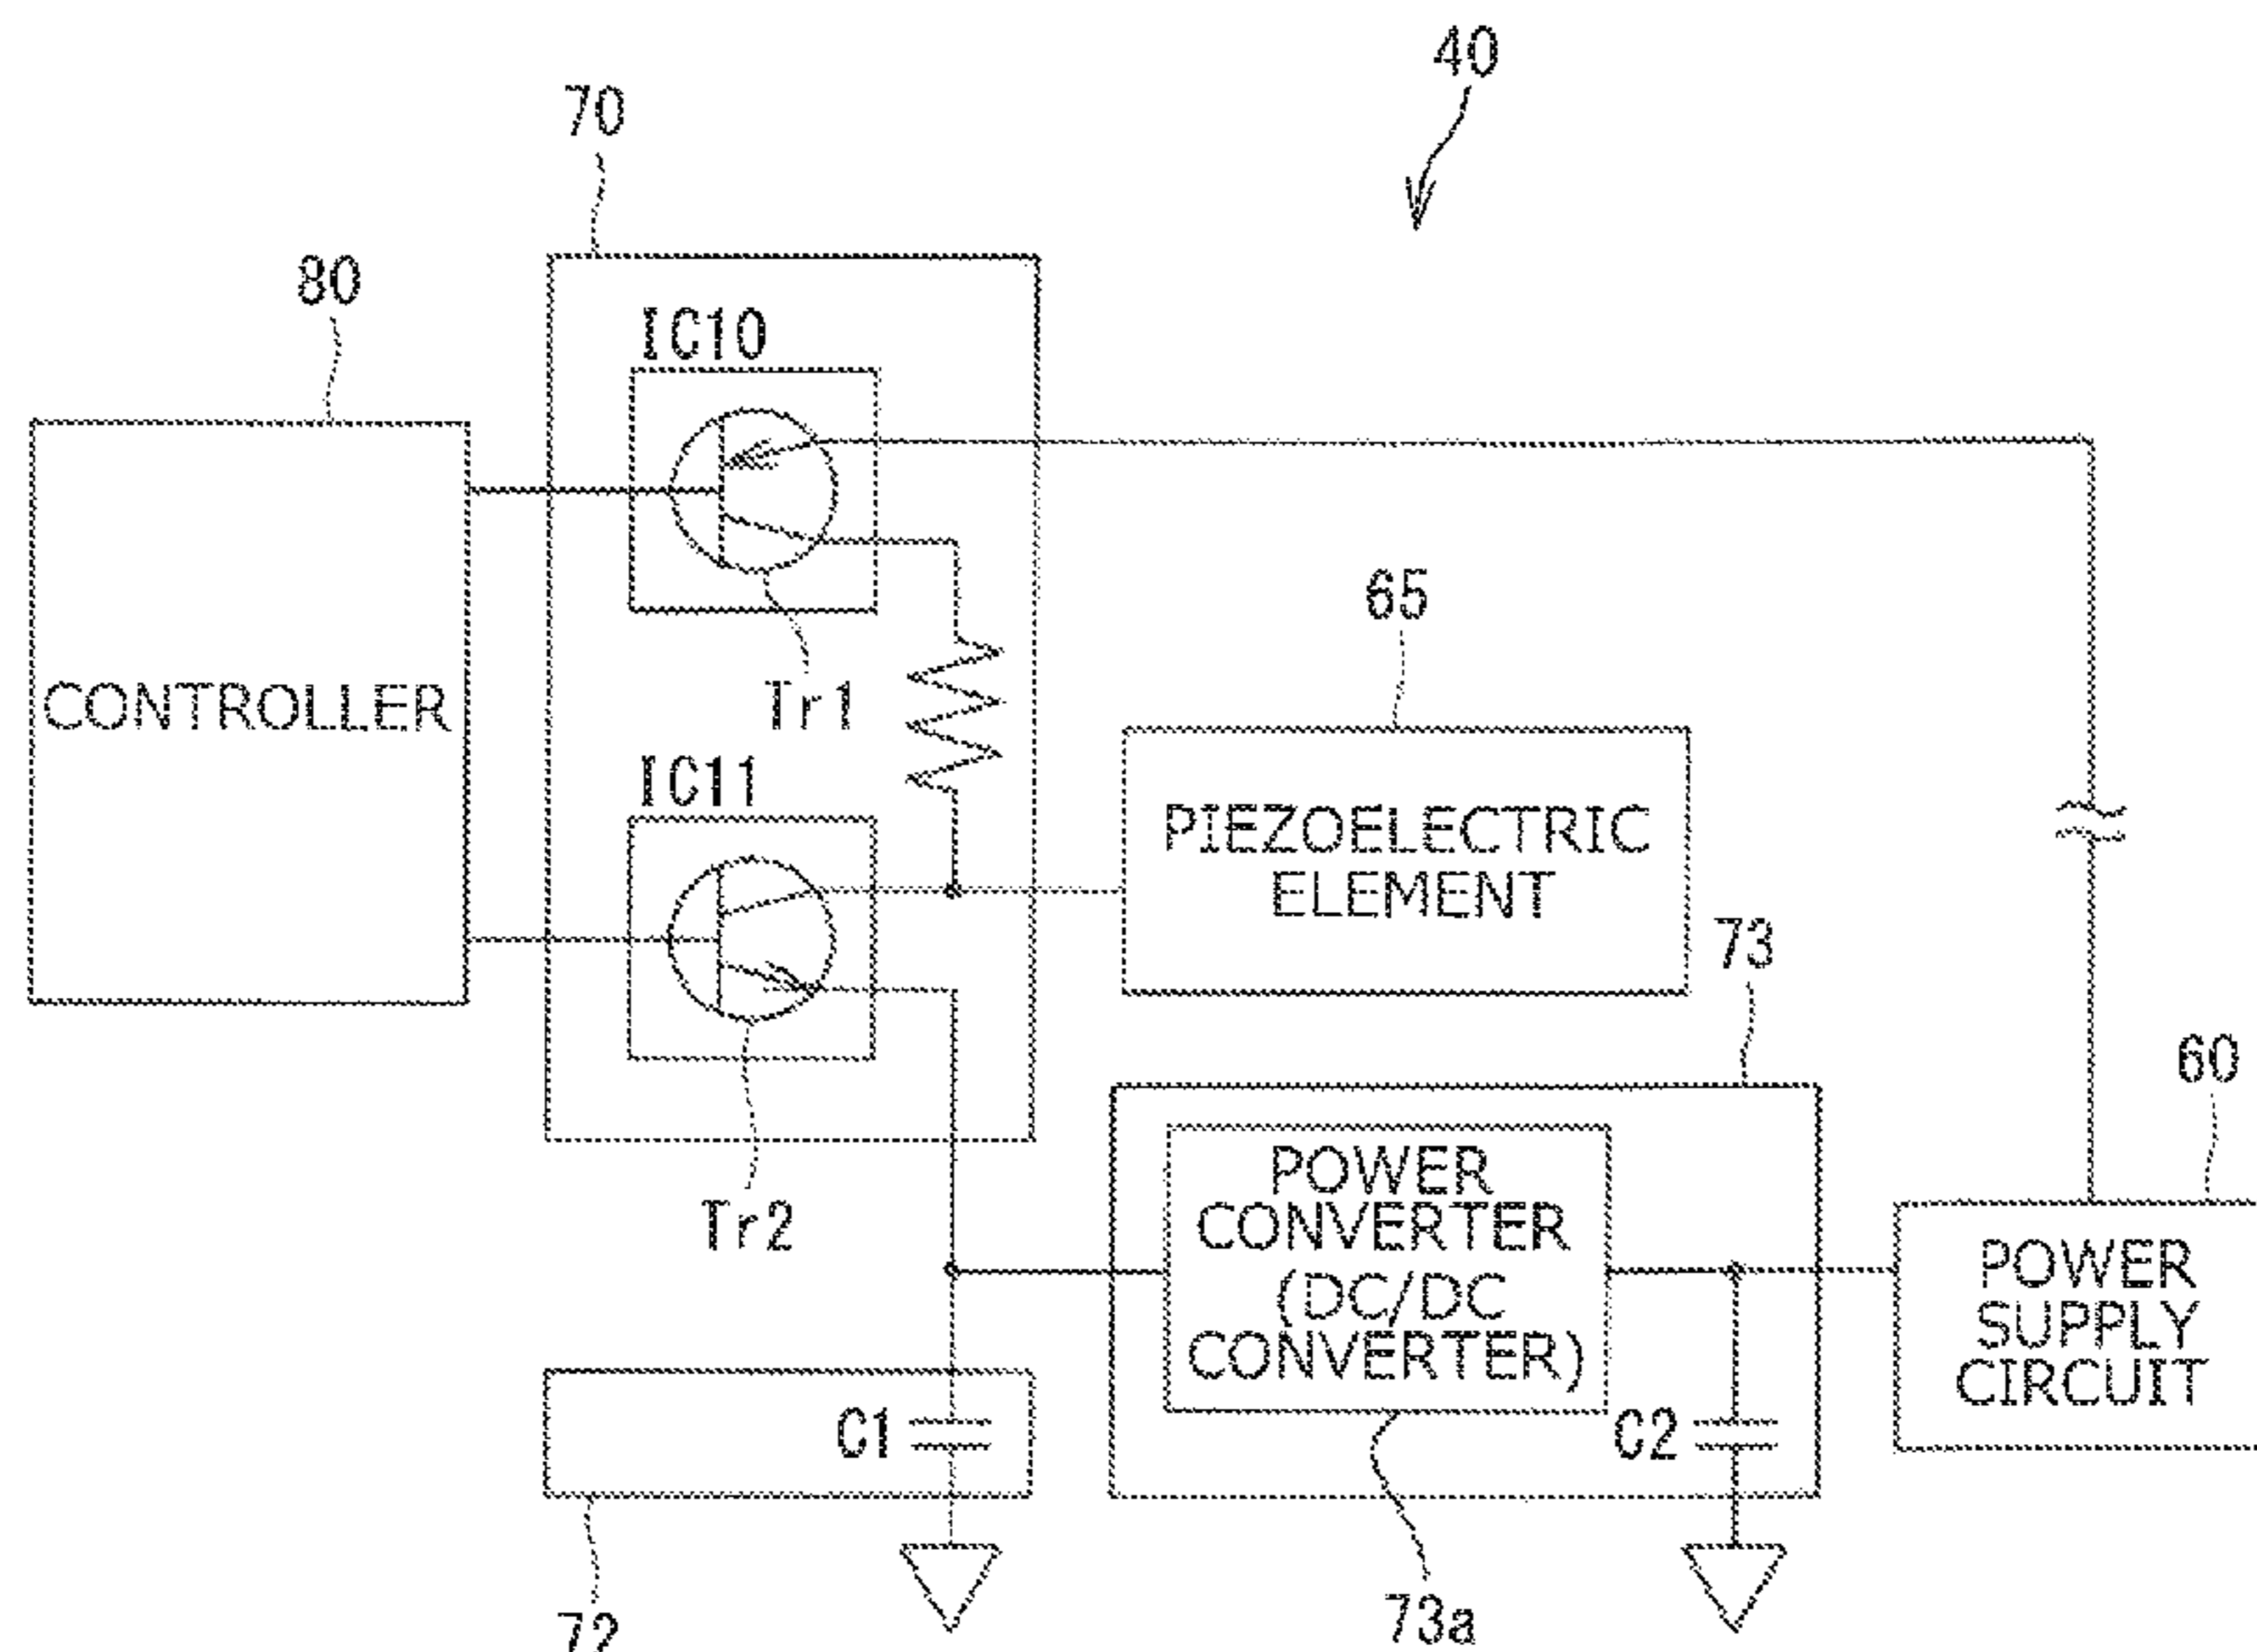 40
70
80
IC10
Tr1
65
CONTROLLER
IC11
PIEZOELECTRIC
ELEMENT
73
60
Tr2
POWER
CONVERTER
(DC/DC
CONVERTER)
POWER
SUPPLY
CIRCUIT
C1
C2
72
73a